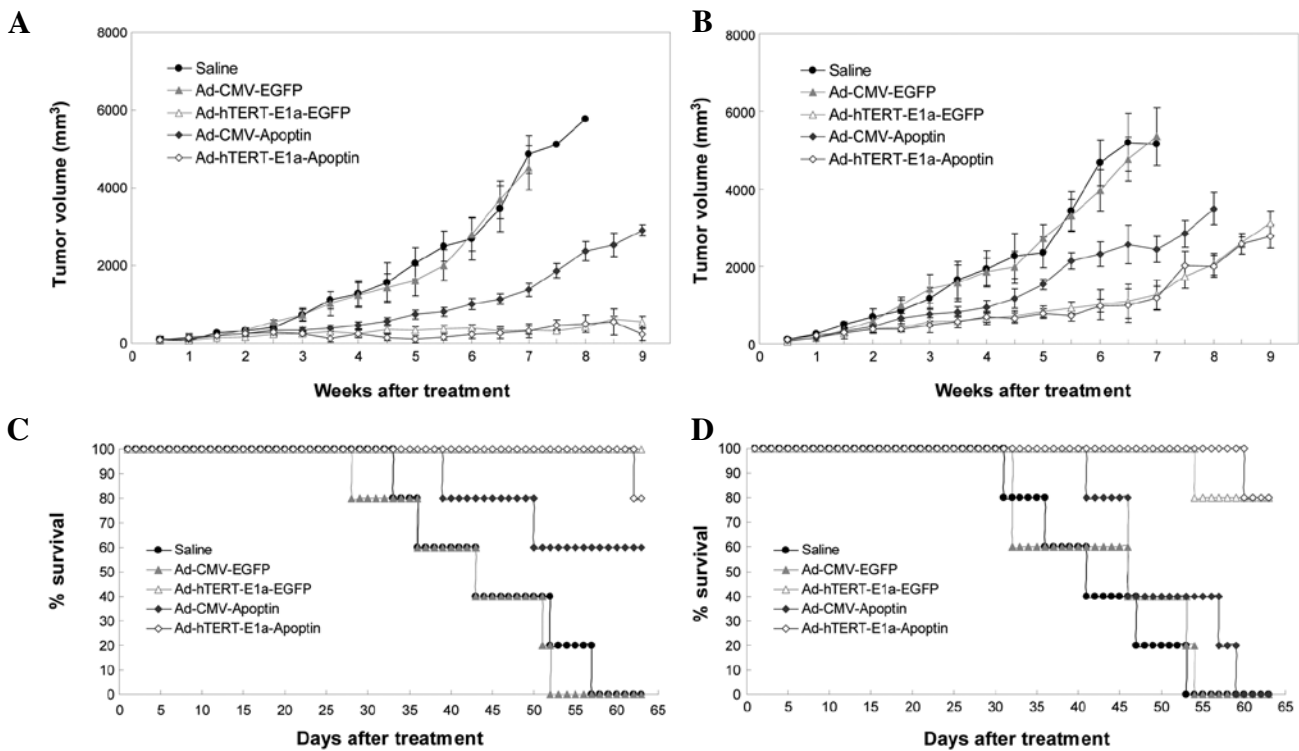 A
Tumor volume (mm³)
8000
6000
4000
2000
0
Saline
Ad-CMV-EGFP
Ad-hTERT-E1a-EGFP
Ad-CMV-Apoptin
Ad-hTERT-E1a-Apoptin
0 1 2 3 4 5 6 7 8 9
Weeks after treatment
B
Tumor volume (mm³)
8000
6000
4000
2000
0
Saline
Ad-CMV-EGFP
Ad-hTERT-E1a-EGFP
Ad-CMV-Apoptin
Ad-hTERT-E1a-Apoptin
0 1 2 3 4 5 6 7 8 9
Weeks after treatment
C
% survival
100
90
80
70
60
50
40
30
20
10
0
Saline
Ad-CMV-EGFP
Ad-hTERT-E1a-EGFP
Ad-CMV-Apoptin
Ad-hTERT-E1a-Apoptin
0 5 10 15 20 25 30 35 40 45 50 55 60 65
Days after treatment
D
% survival
100
90
80
70
60
50
40
30
20
10
0
Saline
Ad-CMV-EGFP
Ad-hTERT-E1a-EGFP
Ad-CMV-Apoptin
Ad-hTERT-E1a-Apoptin
0 5 10 15 20 25 30 35 40 45 50 55 60 65
Days after treatment